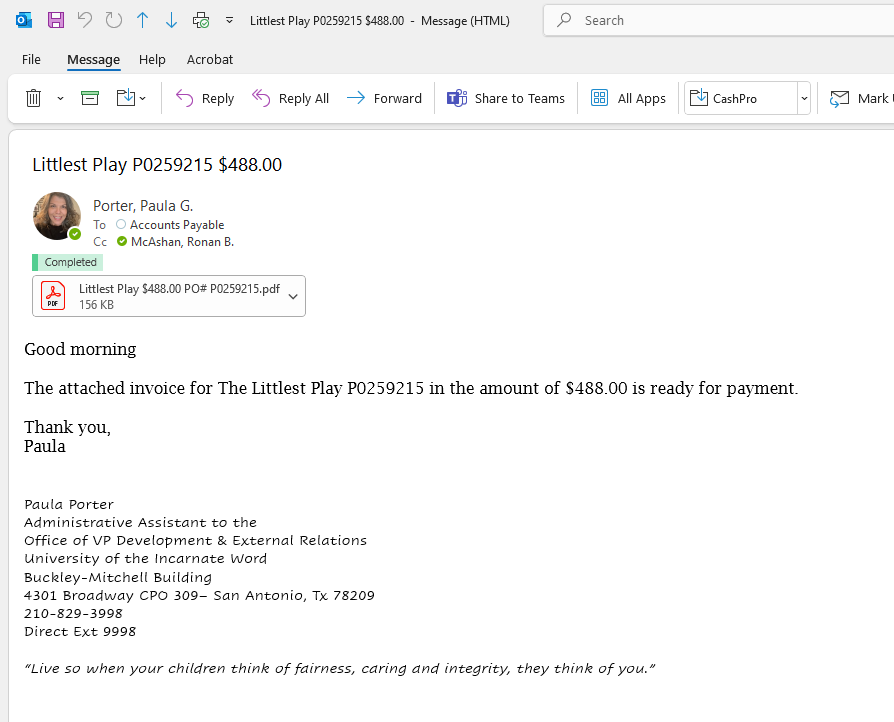 Littlest Play P0259215 $488.00 - Message (HTML)
Search
File Message Help Acrobat
Reply Reply All Forward Share to Teams All Apps CashPro Mark
Littlest Play P0259215 $488.00
Porter, Paula G.
To Accounts Payable
Cc McAshan, Ronan B.
Completed
Littlest Play $488.00 PO# P0259215.pdf
PDF
156 KB
Good morning
The attached invoice for The Littlest Play P0259215 in the amount of $488.00 is ready for payment.
Thank you,
Paula
Paula Porter
Administrative Assistant to the
Office of VP Development & External Relations
University of the Incarnate Word
Buckley-Mitchell Building
4301 Broadway CPO 309– San Antonio, Tx 78209
210-829-3998
Direct Ext 9998
“Live so when your children think of fairness, caring and integrity, they think of you.”